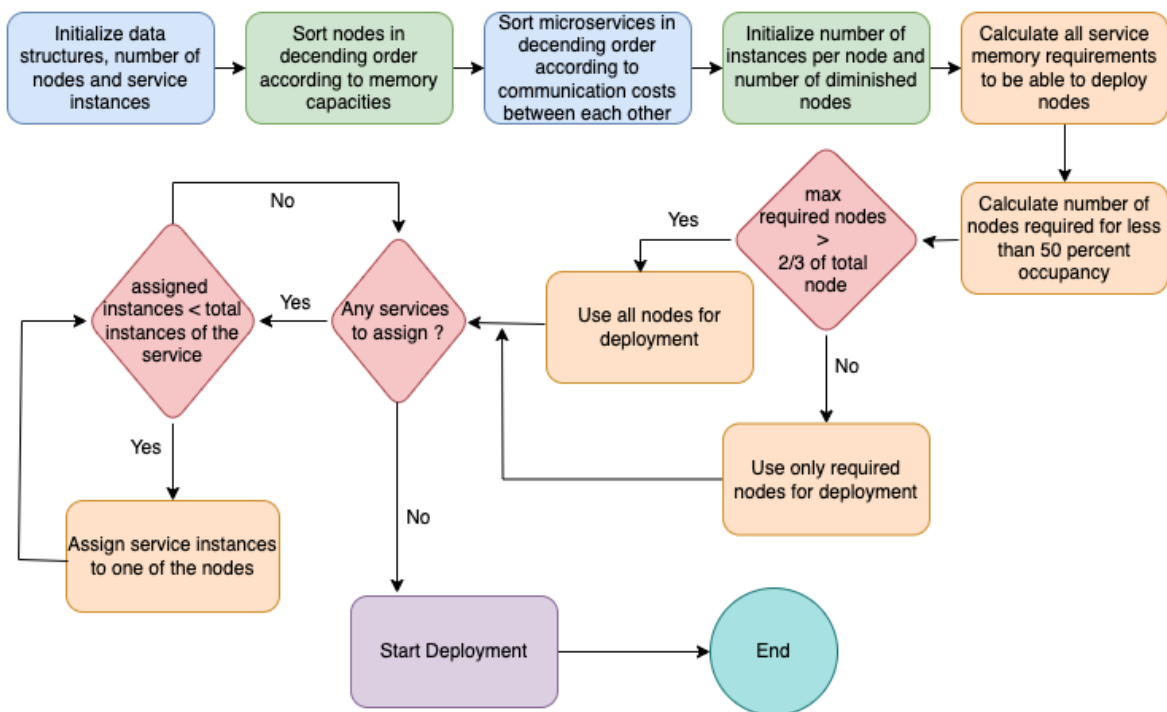 Initialize data
structures, number of
nodes and service
instances
Sort nodes in
decending order
according to memory
capacities
Sort microservices in
decending order
according to
communication costs
between each other
Initialize number of
instances per node and
number of diminished
nodes
Calculate all service
memory requirements
to be able to deploy
nodes
Calculate number of
nodes required for less
than 50 percent
occupancy
max
required nodes
>
2/3 of total
node
Yes
Use all nodes for
deployment
No
Use only required
nodes for deployment
Any services
to assign ?
Yes
No
assigned
instances < total
instances of the
service
No
Yes
Assign service instances
to one of the nodes
Start Deployment
End